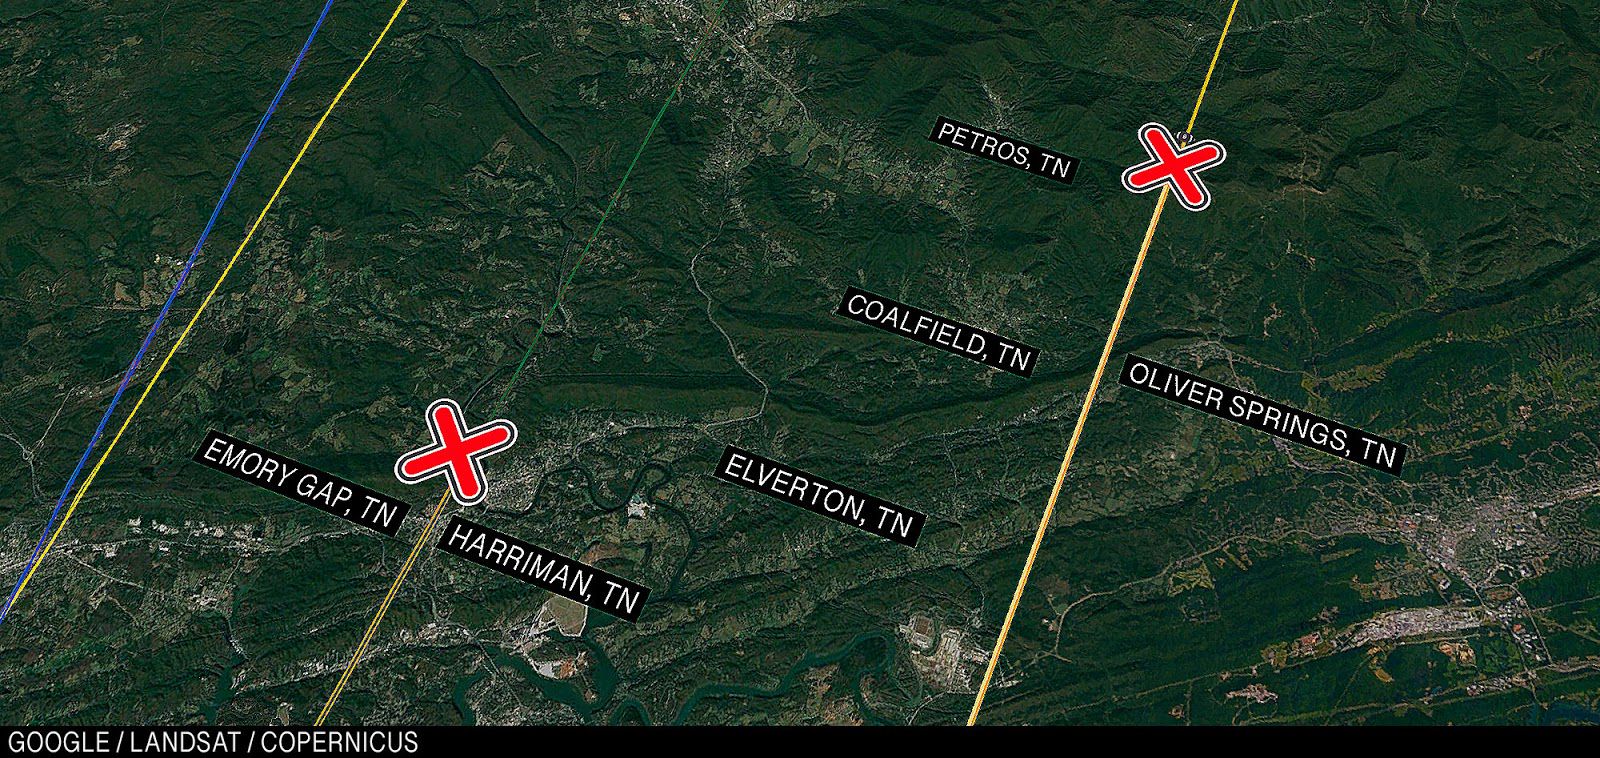 PETROS, TN
COALFIELD, TN
OLIVER SPRINGS, TN
EMORY GAP, TN
ELVERTON, TN
HARRIMAN, TN
GOOGLE / LANDSAT / COPERNICUS